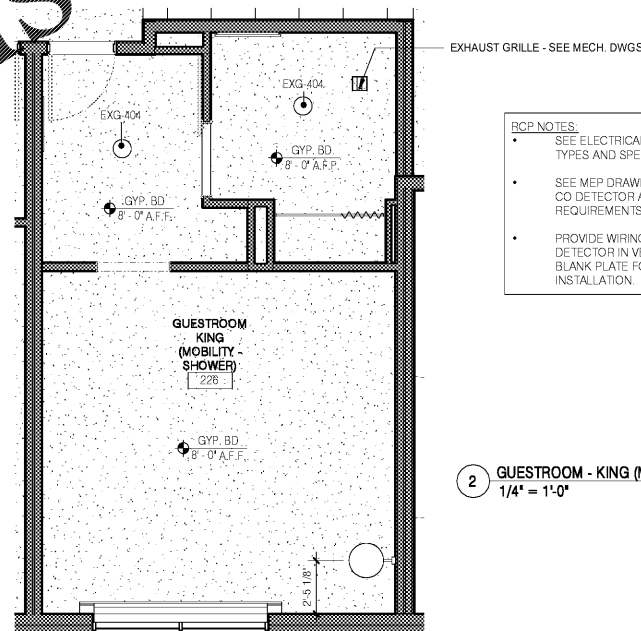 EXHAUST GRILLE - SEE MECH. DWGS
EXG-404
EXG-404
GYP. BD.
8' - 0" A.F.F.
GYP. BD
8' - 0" A.F.F.
RCP NOTES:
• SEE ELECTRICAL
TYPES AND SPE
• SEE MEP DRAWI
CO DETECTOR A
REQUIREMENTS
• PROVIDE WIRING
DETECTOR IN VE
BLANK PLATE FO
INSTALLATION.
GUESTROOM
KING
(MOBILITY -
SHOWER)
226
GYP. BD
8' - 0" A.F.F.
2 GUESTROOM - KING (M
1/4" = 1'-0"
2'-5 1/8"